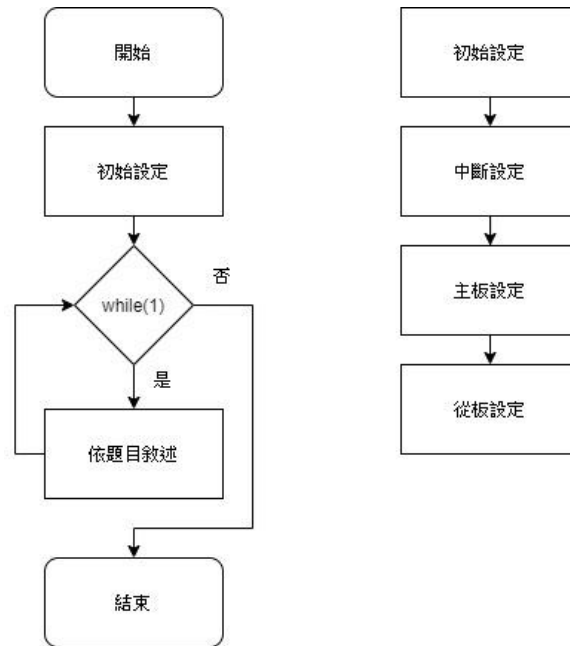 開始
初始設定
while(1)
否
是
依題目敘述
結束
初始設定
中斷設定
主板設定
從板設定